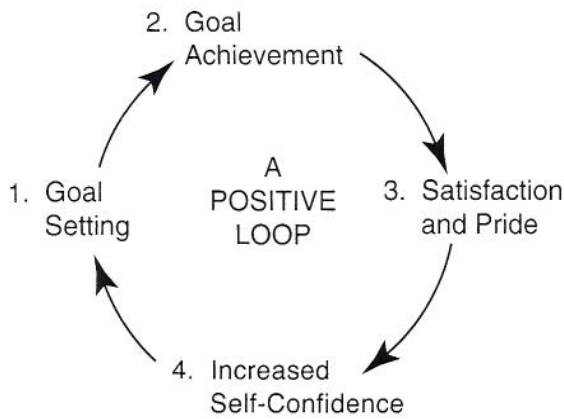 2. Goal
Achievement
A
POSITIVE
LOOP
1. Goal
Setting
3. Satisfaction
and Pride
4. Increased
Self-Confidence